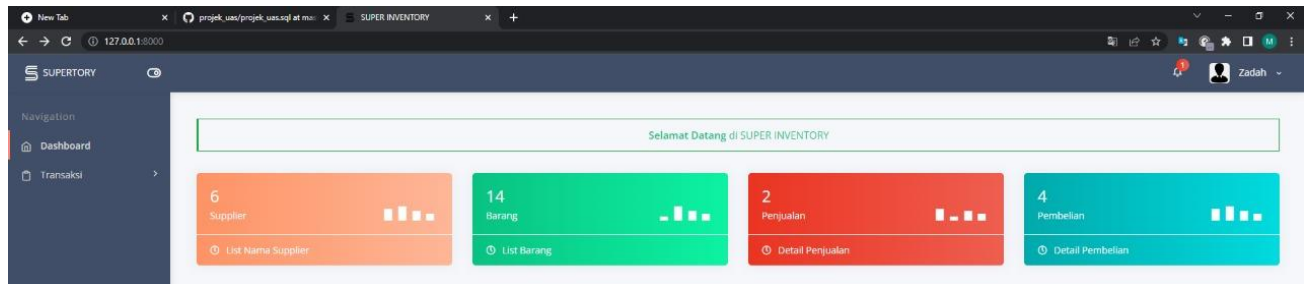 New Tab
projek_uas/projek_uas.sql at mas
SUPER INVENTORY
127.0.0.1:8000
M
SUPERTORY
1
Zadah
Navigation
Selamat Datang di SUPER INVENTORY
Dashboard
Transaksi
6
Supplier
List Nama Supplier
14
Barang
List Barang
2
Penjualan
Detail Penjualan
4
Pembelian
Detail Pembelian